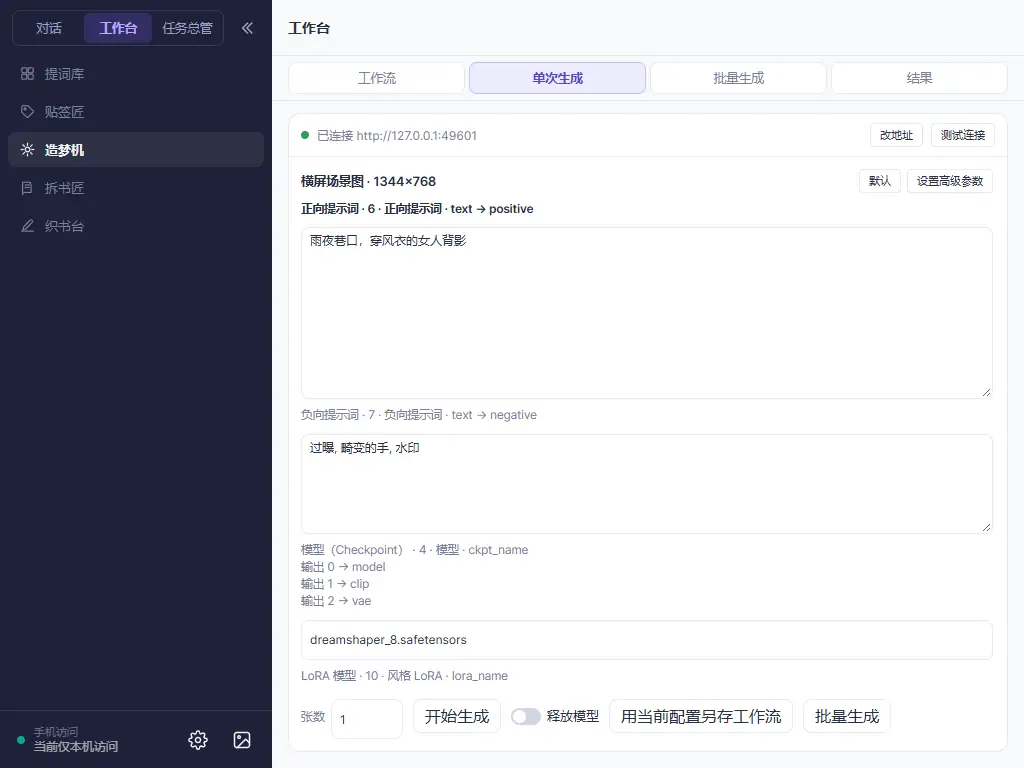 对话
工作台
任务总管
提词库
贴签匠
造梦机
拆书匠
织书台
手机访问
当前仅本机访问
工作台
工作流
单次生成
批量生成
结果
已连接 http://127.0.0.1:49601
改地址
测试连接
横屏场景图 · 1344×768
默认
设置高级参数
正向提示词 · 6 · 正向提示词 · text → positive
雨夜巷口，穿风衣的女人背影
负向提示词 · 7 · 负向提示词 · text → negative
过曝, 畸变的手, 水印
模型（Checkpoint） · 4 · 模型 · ckpt_name
输出 0 → model
输出 1 → clip
输出 2 → vae
dreamshaper_8.safetensors
LoRA 模型 · 10 · 风格 LoRA · lora_name
张数
1
开始生成
释放模型
用当前配置另存工作流
批量生成